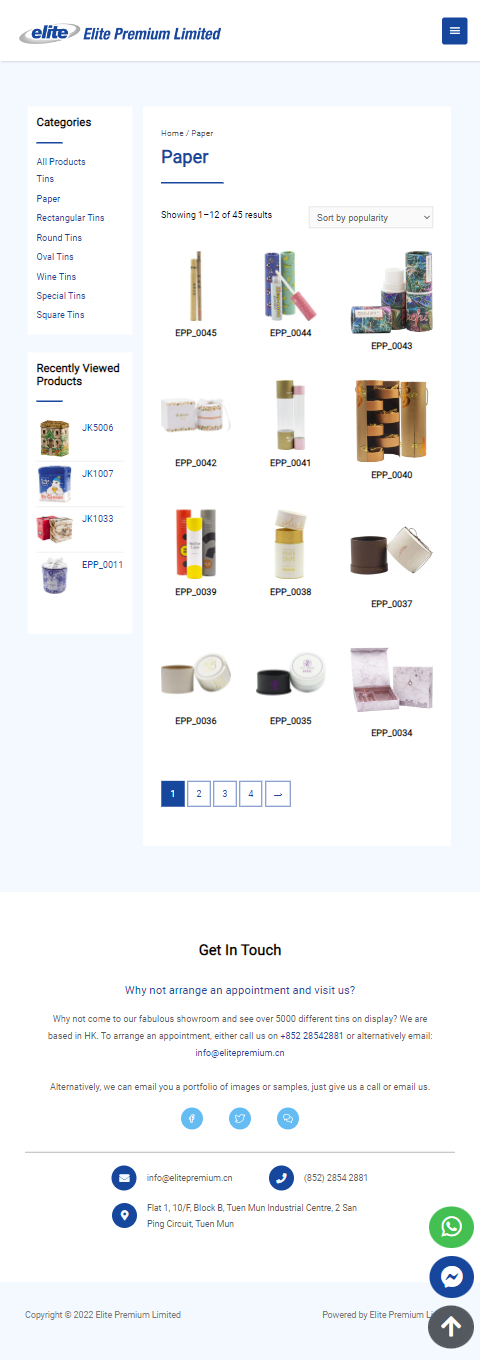 elite Elite Premium Limited
Categories
All Products
Tins
Paper
Rectangular Tins
Round Tins
Oval Tins
Wine Tins
Special Tins
Square Tins
Recently Viewed
Products
JK5006
JK1007
JK1033
EPP_0011
Home / Paper
Paper
Showing 1–12 of 45 results
Sort by popularity
EPP_0045
EPP_0044
EPP_0043
EPP_0042
EPP_0041
EPP_0040
EPP_0039
EPP_0038
EPP_0037
EPP_0036
EPP_0035
EPP_0034
1 2 3 4 →
Get In Touch
Why not arrange an appointment and visit us?
Why not come to our fabulous showroom and see over 5000 different tins on display? We are
based in HK. To arrange an appointment, either call us on +852 28542881 or alternatively email:
info@elitepremium.cn
Alternatively, we can email you a portfolio of images or samples, just give us a call or email us.
info@elitepremium.cn
(852) 2854 2881
Flat 1, 10/F, Block B, Tuen Mun Industrial Centre, 2 San
Ping Circuit, Tuen Mun
Copyright © 2022 Elite Premium Limited
Powered by Elite Premium